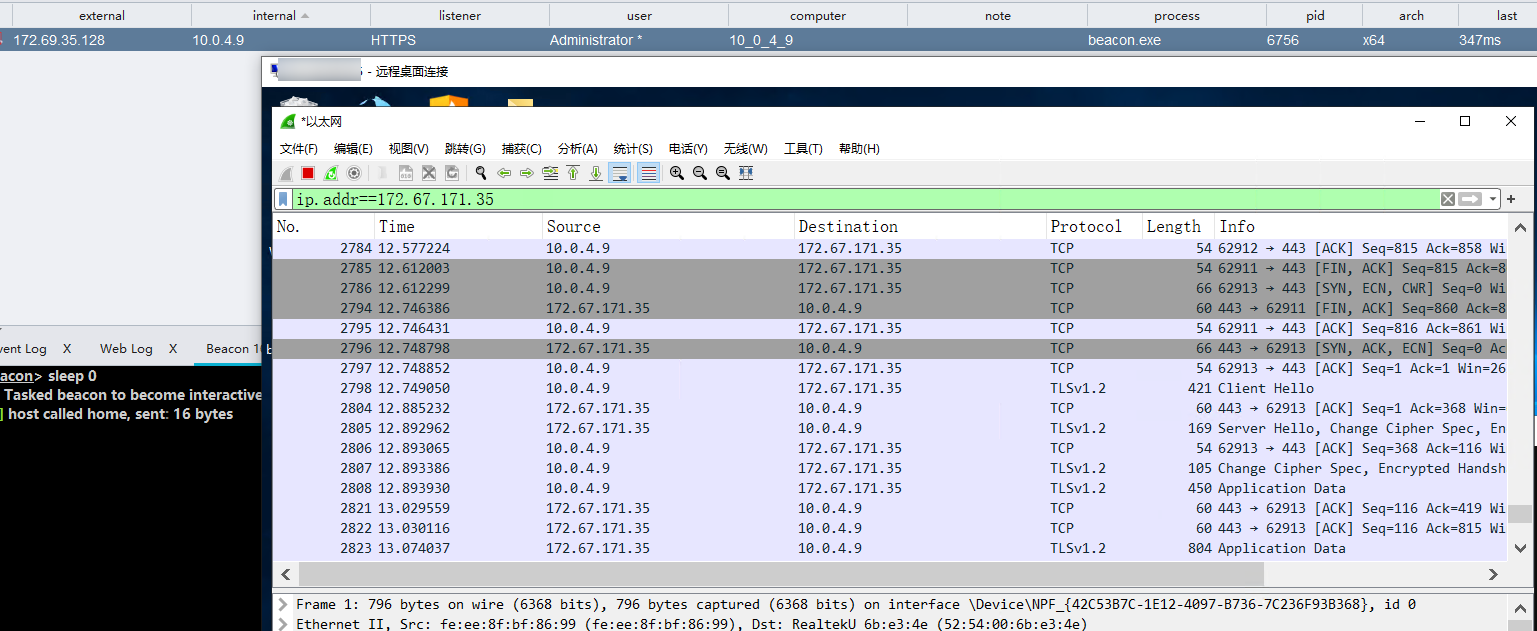 external internal listener user computer note process pid arch last
172.69.35.128 10.0.4.9 HTTPS Administrator * 10_0_4_9 beacon.exe 6756 x64 347ms
- 远程桌面连接
*以太网
文件(F) 编辑(E) 视图(V) 跳转(G) 捕获(C) 分析(A) 统计(S) 电话(Y) 无线(W) 工具(T) 帮助(H)
ip.addr==172.67.171.35
No. Time Source Destination Protocol Length Info
2784 12.577224 10.0.4.9 172.67.171.35 TCP 54 62912 → 443 [ACK] Seq=815 Ack=858 Wi
2785 12.612003 10.0.4.9 172.67.171.35 TCP 54 62911 → 443 [FIN, ACK] Seq=815 Ack=8
2786 12.612299 10.0.4.9 172.67.171.35 TCP 66 62913 → 443 [SYN, ECN, CWR] Seq=0 Wi
2794 12.746386 172.67.171.35 10.0.4.9 TCP 60 443 → 62911 [FIN, ACK] Seq=860 Ack=8
2795 12.746431 10.0.4.9 172.67.171.35 TCP 54 62911 → 443 [ACK] Seq=816 Ack=861 Wi
2796 12.748798 172.67.171.35 10.0.4.9 TCP 66 443 → 62913 [SYN, ACK, ECN] Seq=0 Ac
2797 12.748852 10.0.4.9 172.67.171.35 TCP 54 62913 → 443 [ACK] Seq=1 Ack=1 Win=26
2798 12.749050 10.0.4.9 172.67.171.35 TLSv1.2 421 Client Hello
2804 12.885232 172.67.171.35 10.0.4.9 TCP 60 443 → 62913 [ACK] Seq=1 Ack=368 Win=
2805 12.892962 172.67.171.35 10.0.4.9 TLSv1.2 169 Server Hello, Change Cipher Spec, En
2806 12.893065 10.0.4.9 172.67.171.35 TCP 54 62913 → 443 [ACK] Seq=368 Ack=116 Wi
2807 12.893386 10.0.4.9 172.67.171.35 TLSv1.2 105 Change Cipher Spec, Encrypted Handsh
2808 12.893930 10.0.4.9 172.67.171.35 TLSv1.2 450 Application Data
2821 13.029559 172.67.171.35 10.0.4.9 TCP 60 443 → 62913 [ACK] Seq=116 Ack=419 Wi
2822 13.030116 172.67.171.35 10.0.4.9 TCP 60 443 → 62913 [ACK] Seq=116 Ack=815 Wi
2823 13.074037 172.67.171.35 10.0.4.9 TLSv1.2 804 Application Data
Frame 1: 796 bytes on wire (6368 bits), 796 bytes captured (6368 bits) on interface \Device\NPF_{42C53B7C-1E12-4097-B736-7C236F93B368}, id 0
Ethernet II, Src: fe:ee:8f:bf:86:99 (fe:ee:8f:bf:86:99), Dst: RealtekU_6b:e3:4e (52:54:00:6b:e3:4e)
vent Log X Web Log X Beacon 1
acon> sleep 0
Tasked beacon to become interactive
] host called home, sent: 16 bytes